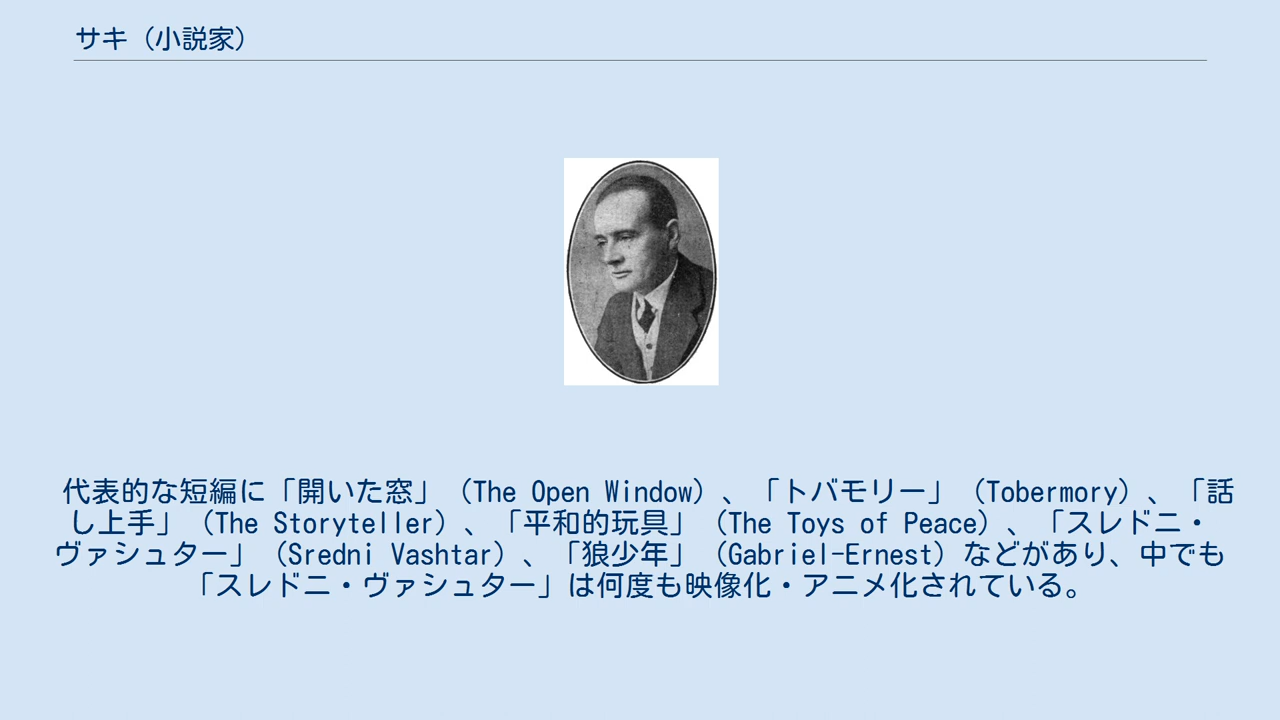 サキ（小説家）
代表的な短編に「開いた窓」（The Open Window）、「トバモリー」（Tobermory）、「話
し上手」（The Storyteller）、「平和的玩具」（The Toys of Peace）、「スレドニ・
ヴァシュター」（Sredni Vashtar）、「狼少年」（Gabriel-Ernest）などがあり、中でも
「スレドニ・ヴァシュター」は何度も映像化・アニメ化されている。